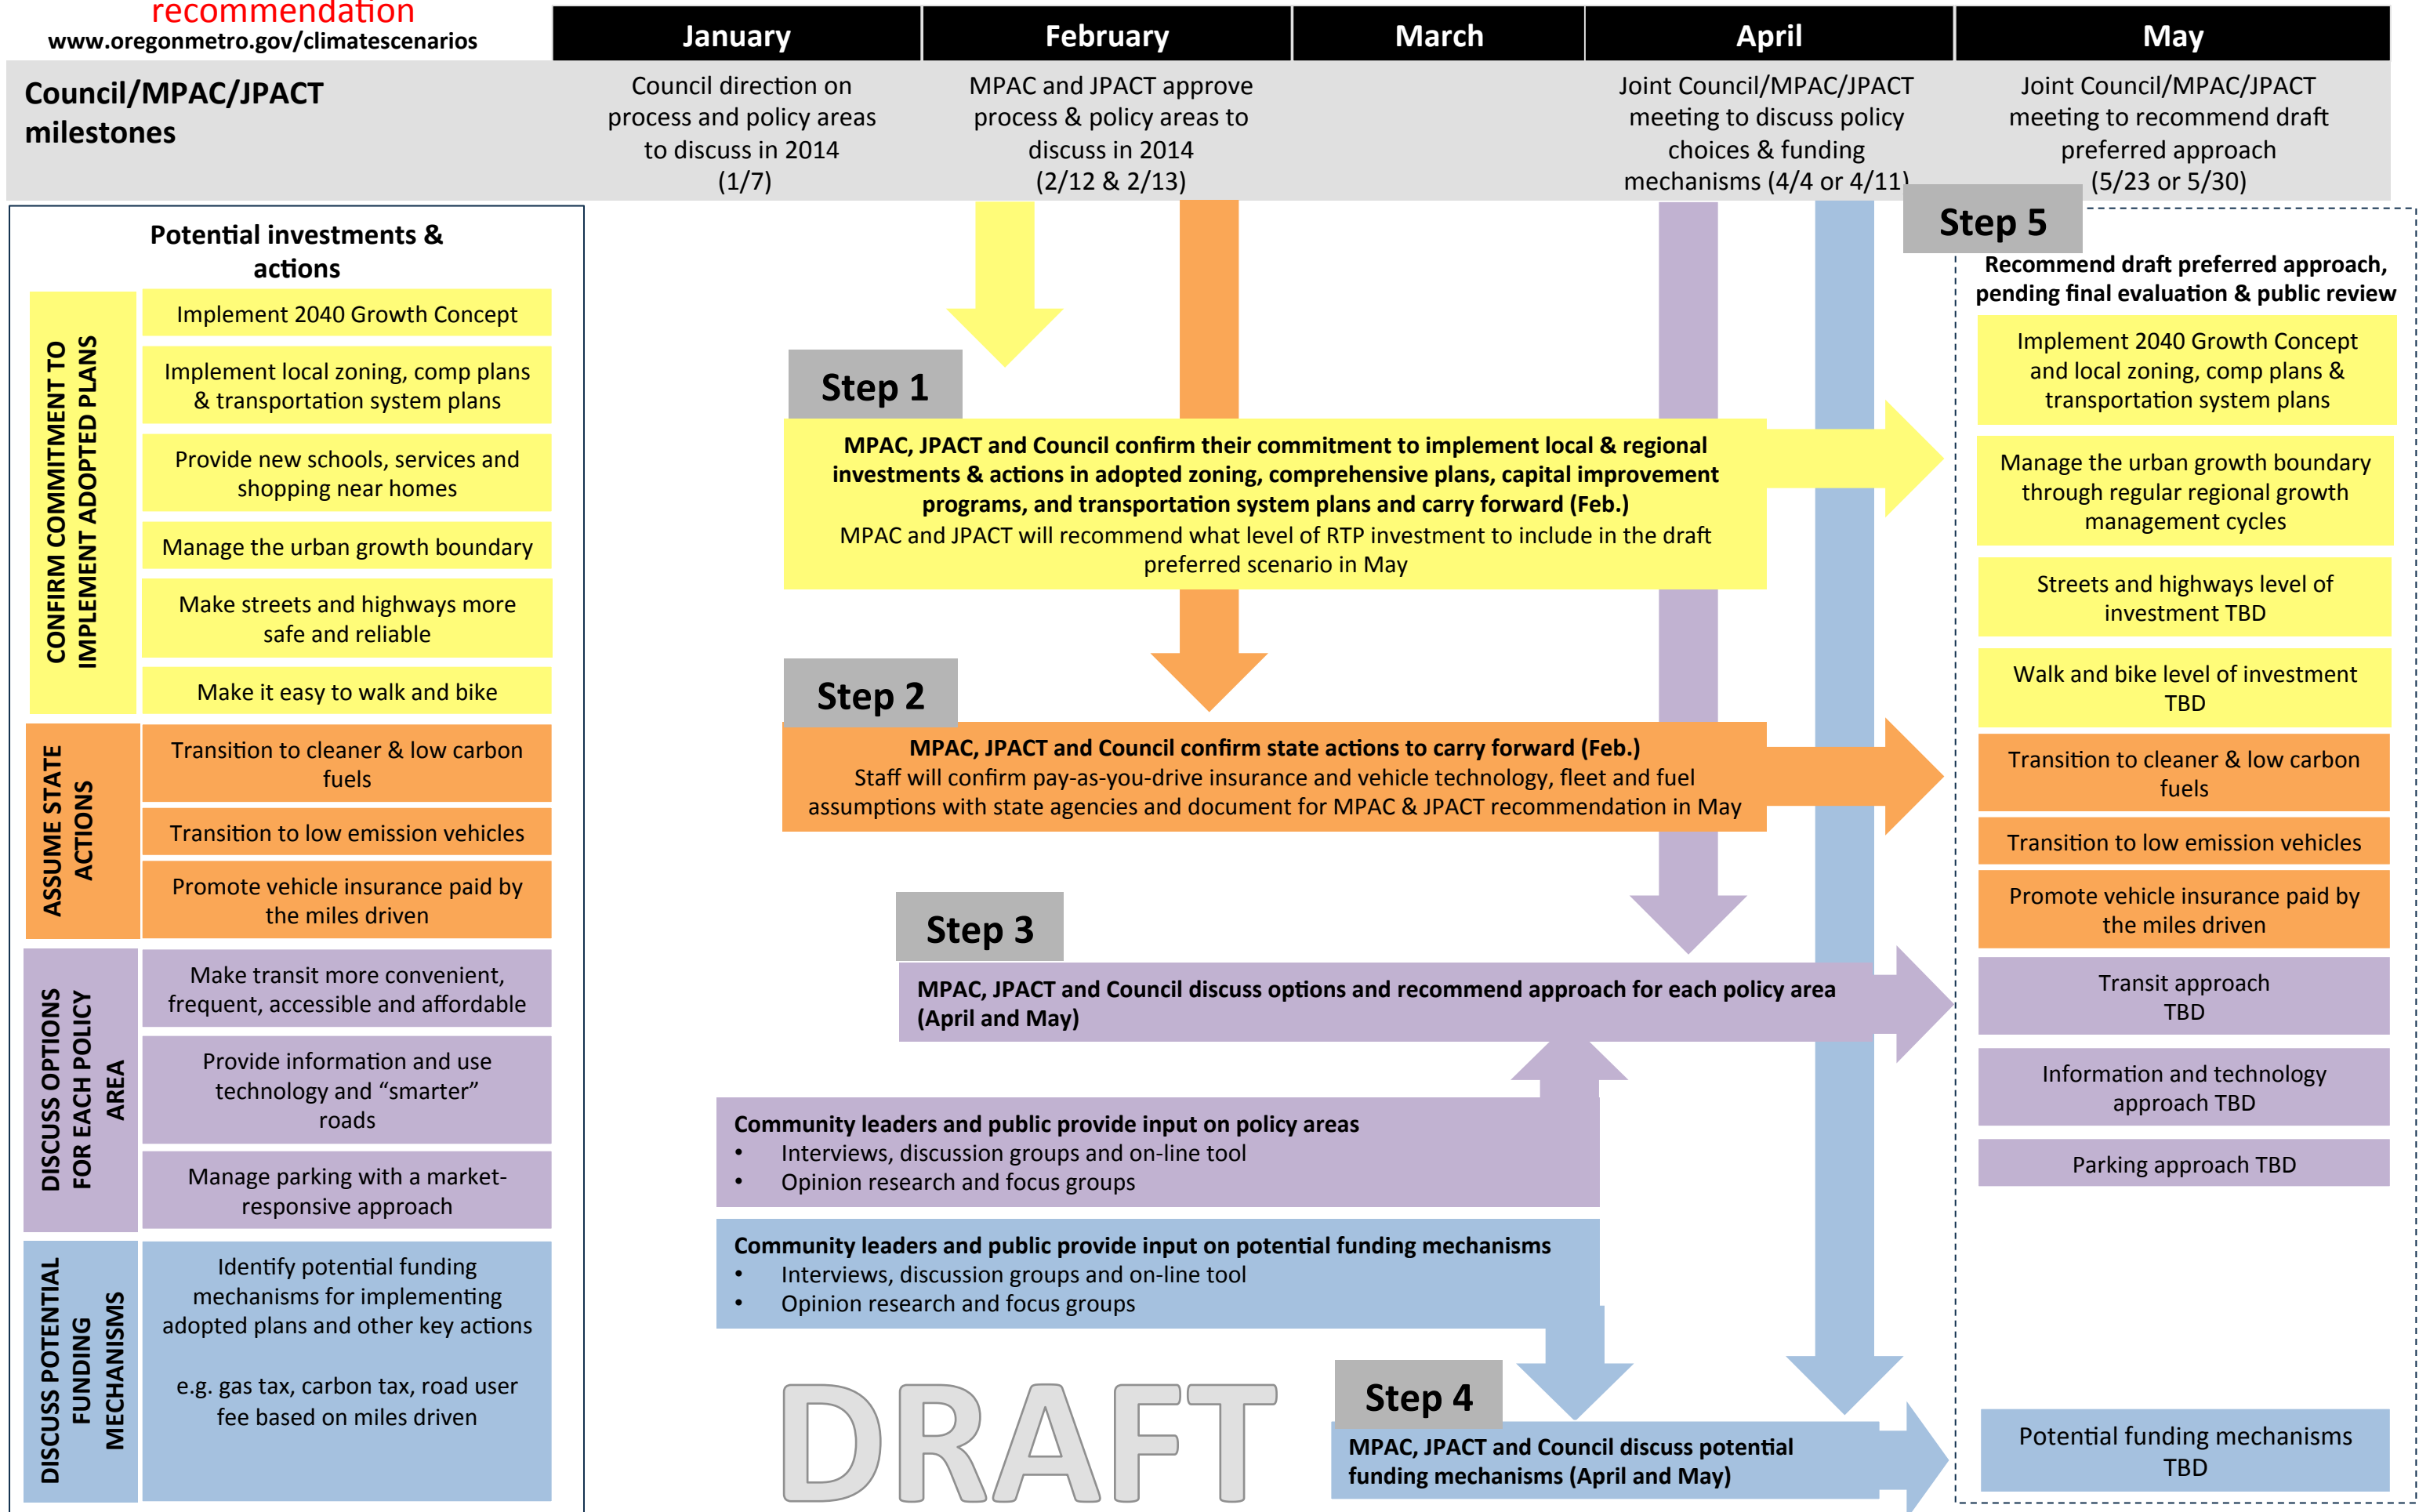 recommendation
www.oregonmetro.gov/climatescenarios
January
February
March
April
May
Council/MPAC/JPACT
milestones
Council direction on
process and policy areas
to discuss in 2014
(1/7)
MPAC and JPACT approve
process & policy areas to
discuss in 2014
(2/12 & 2/13)
Joint Council/MPAC/JPACT
meeting to discuss policy
choices & funding
mechanisms (4/4 or 4/11)
Joint Council/MPAC/JPACT
meeting to recommend draft
preferred approach
(5/23 or 5/30)
Potential investments &
actions
CONFIRM COMMITMENT TO
IMPLEMENT ADOPTED PLANS
Implement 2040 Growth Concept
Implement local zoning, comp plans
& transportation system plans
Provide new schools, services and
shopping near homes
Manage the urban growth boundary
Make streets and highways more
safe and reliable
Make it easy to walk and bike
ASSUME STATE
ACTIONS
Transition to cleaner & low carbon
fuels
Transition to low emission vehicles
Promote vehicle insurance paid by
the miles driven
DISCUSS OPTIONS
FOR EACH POLICY
AREA
Make transit more convenient,
frequent, accessible and affordable
Provide information and use
technology and “smarter”
roads
Manage parking with a market-
responsive approach
DISCUSS POTENTIAL
FUNDING
MECHANISMS
Identify potential funding
mechanisms for implementing
adopted plans and other key actions
e.g. gas tax, carbon tax, road user
fee based on miles driven
Step 1
MPAC, JPACT and Council confirm their commitment to implement local & regional
investments & actions in adopted zoning, comprehensive plans, capital improvement
programs, and transportation system plans and carry forward (Feb.)
MPAC and JPACT will recommend what level of RTP investment to include in the draft
preferred scenario in May
Step 2
MPAC, JPACT and Council confirm state actions to carry forward (Feb.)
Staff will confirm pay-as-you-drive insurance and vehicle technology, fleet and fuel
assumptions with state agencies and document for MPAC & JPACT recommendation in May
Step 3
MPAC, JPACT and Council discuss options and recommend approach for each policy area
(April and May)
Community leaders and public provide input on policy areas
• Interviews, discussion groups and on-line tool
• Opinion research and focus groups
Community leaders and public provide input on potential funding mechanisms
• Interviews, discussion groups and on-line tool
• Opinion research and focus groups
DRAFT
Step 4
MPAC, JPACT and Council discuss potential
funding mechanisms (April and May)
Step 5
Recommend draft preferred approach,
pending final evaluation & public review
Implement 2040 Growth Concept
and local zoning, comp plans &
transportation system plans
Manage the urban growth boundary
through regular regional growth
management cycles
Streets and highways level of
investment TBD
Walk and bike level of investment
TBD
Transition to cleaner & low carbon
fuels
Transition to low emission vehicles
Promote vehicle insurance paid by
the miles driven
Transit approach
TBD
Information and technology
approach TBD
Parking approach TBD
Potential funding mechanisms
TBD